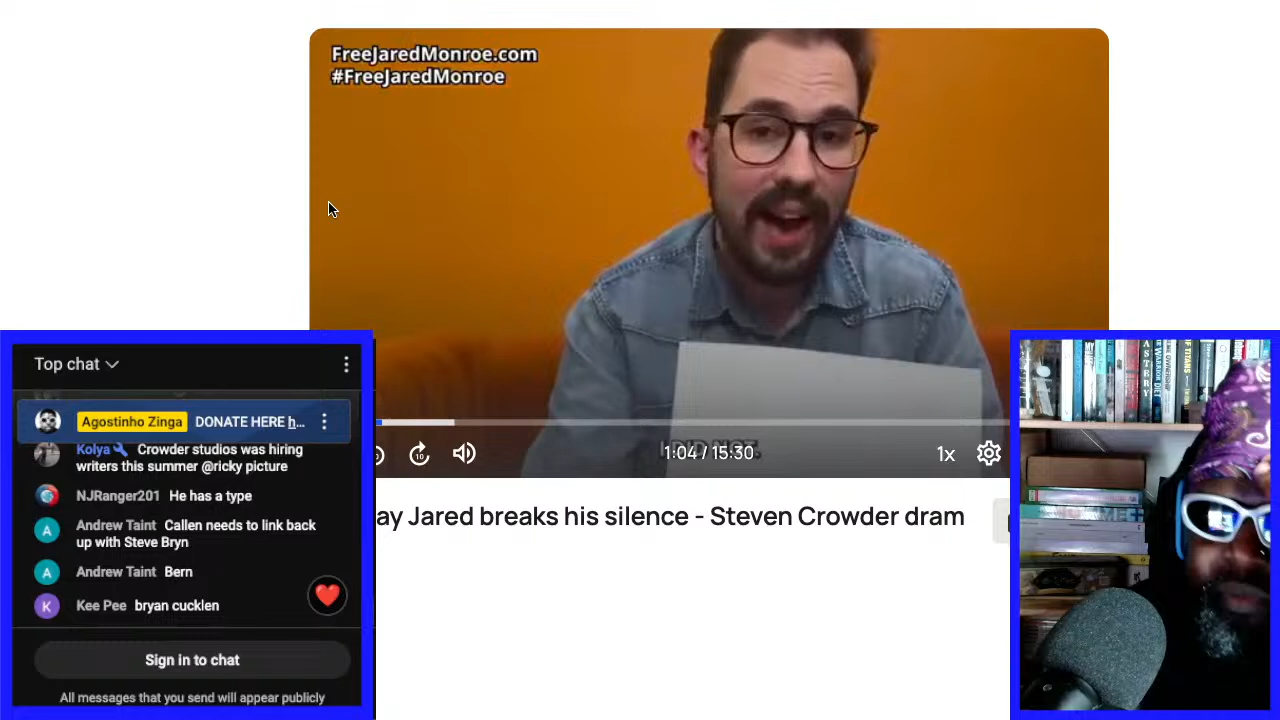 FreeJaredMonroe.com
#FreeJaredMonroe
1:04 / 15:30
1x
ay Jared breaks his silence - Steven Crowder dram
Top chat
Agostinho Zinga DONATE HERE h...
Kolya Crowder studios was hiring
writers this summer @ricky picture
NJRanger201 He has a type
A Andrew Taint Callen needs to link back
up with Steve Bryn
A Andrew Taint Bern
K Kee Pee bryan cucklen
Sign in to chat
All messages that you send will appear publicly